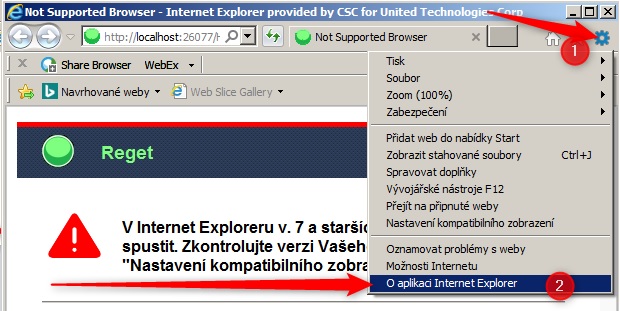 Not Supported Browser - Internet Explorer provided by CSC for United Technologies Corp
http://localhost:26077/
Not Supported Browser
1
Share Browser WebEx
Navrhované weby
Web Slice Gallery
Tisk
Soubor
Zoom (100%)
Zabezpečení
Přidat web do nabídky Start
Zobrazit stahované soubory Ctrl+J
Spravovat doplňky
Vývojářské nástroje F12
Přejít na připnuté weby
Nastavení kompatibilního zobrazení
Oznamovat problémy s weby
Možnosti Internetu
O aplikaci Internet Explorer
2
Reget
V Internet Exploreru v. 7 a starší
spustit. Zkontrolujte verzi Vašeh
"Nastavení kompatibilního zobra